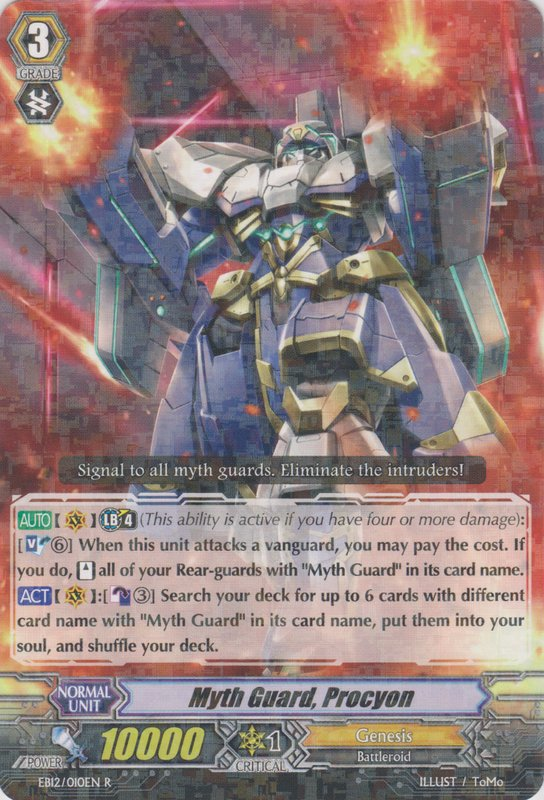 3
GRADE
Signal to all myth guards. Eliminate the intruders!
AUTO [ ] LB 4 (This ability is active if you have four or more damage):
[V ⑥] When this unit attacks a vanguard, you may pay the cost. If
you do, all of your Rear-guards with "Myth Guard" in its card name.
ACT [ ]:[ ③] Search your deck for up to 6 cards with different
card name with "Myth Guard" in its card name, put them into your
soul, and shuffle your deck.
NORMAL
UNIT
Myth Guard, Procyon
POWER
10000
1
CRITICAL
Genesis
Battleroid
EB12/010EN R
ILLUST / ToMo